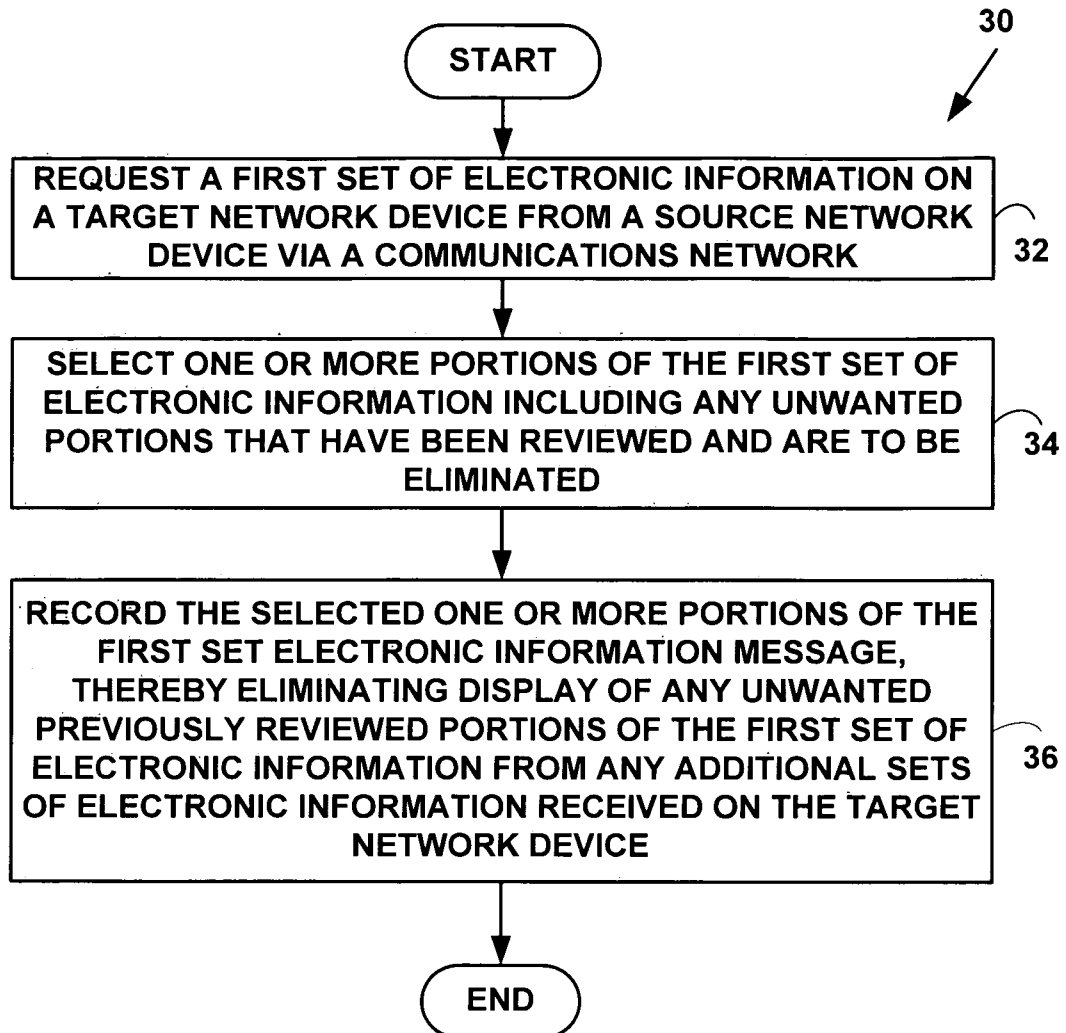 30
START
REQUEST A FIRST SET OF ELECTRONIC INFORMATION ON
A TARGET NETWORK DEVICE FROM A SOURCE NETWORK
DEVICE VIA A COMMUNICATIONS NETWORK
32
SELECT ONE OR MORE PORTIONS OF THE FIRST SET OF
ELECTRONIC INFORMATION INCLUDING ANY UNWANTED
PORTIONS THAT HAVE BEEN REVIEWED AND ARE TO BE
ELIMINATED
34
RECORD THE SELECTED ONE OR MORE PORTIONS OF THE
FIRST SET ELECTRONIC INFORMATION MESSAGE,
THEREBY ELIMINATING DISPLAY OF ANY UNWANTED
PREVIOUSLY REVIEWED PORTIONS OF THE FIRST SET OF
ELECTRONIC INFORMATION FROM ANY ADDITIONAL SETS
OF ELECTRONIC INFORMATION RECEIVED ON THE TARGET
NETWORK DEVICE
36
END